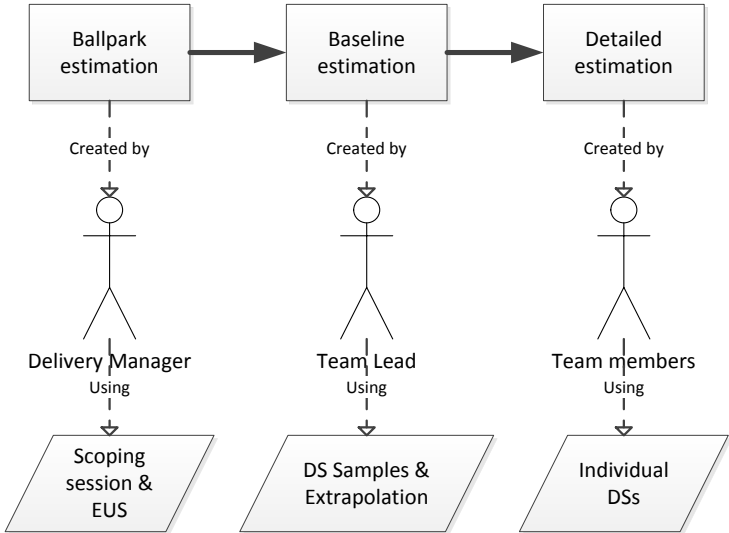 Ballpark
estimation
Baseline
estimation
Detailed
estimation
Created by
Created by
Created by
Delivery Manager
Team Lead
Team members
Using
Using
Using
Scoping
session &
EUS
DS Samples &
Extrapolation
Individual
DSs